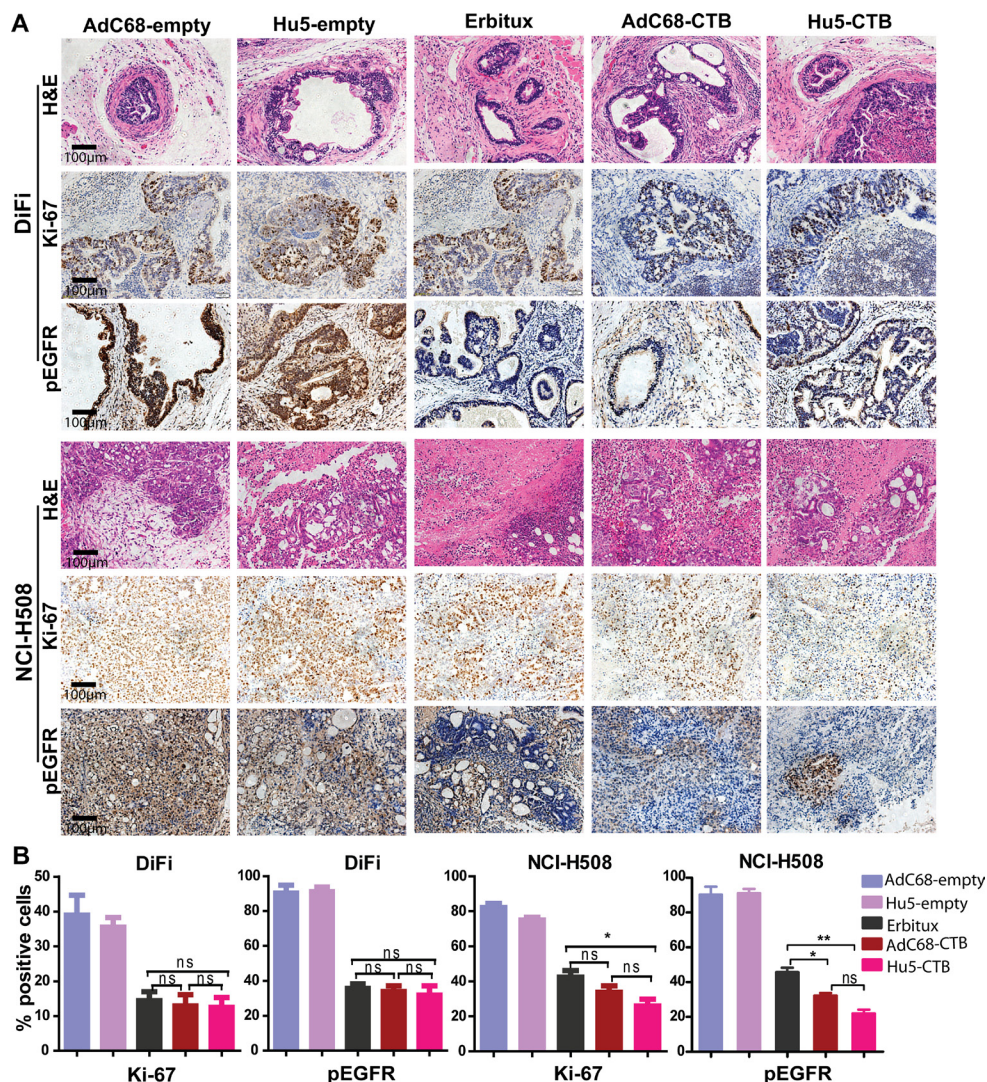 A
AdC68-empty
Hu5-empty
Erbitux
AdC68-CTB
Hu5-CTB
DiFi
H&E
100µm
Ki-67
100µm
pEGFR
100µm
NCI-H508
H&E
100µm
Ki-67
100µm
pEGFR
100µm
B
DiFi
% positive cells
60
40
20
0
ns
ns
ns
Ki-67
DiFi
100
80
60
40
20
0
ns
ns
ns
pEGFR
NCI-H508
100
80
60
40
20
0
*
ns
ns
Ki-67
NCI-H508
100
80
60
40
20
0
**
*
ns
pEGFR
AdC68-empty
Hu5-empty
Erbitux
AdC68-CTB
Hu5-CTB